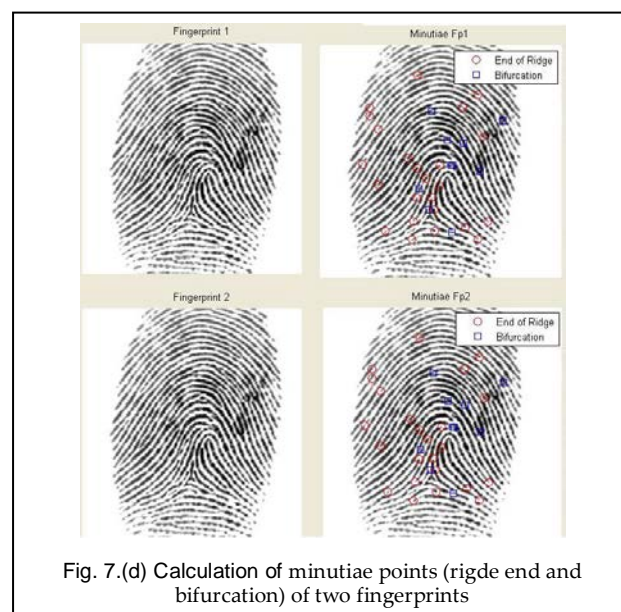 Fingerprint 1
Minutiae Fp1
End of Ridge
Bifurcation
Fingerprint 2
Minutiae Fp2
End of Ridge
Bifurcation
Fig. 7.(d) Calculation of minutiae points (rigde end and
bifurcation) of two fingerprints